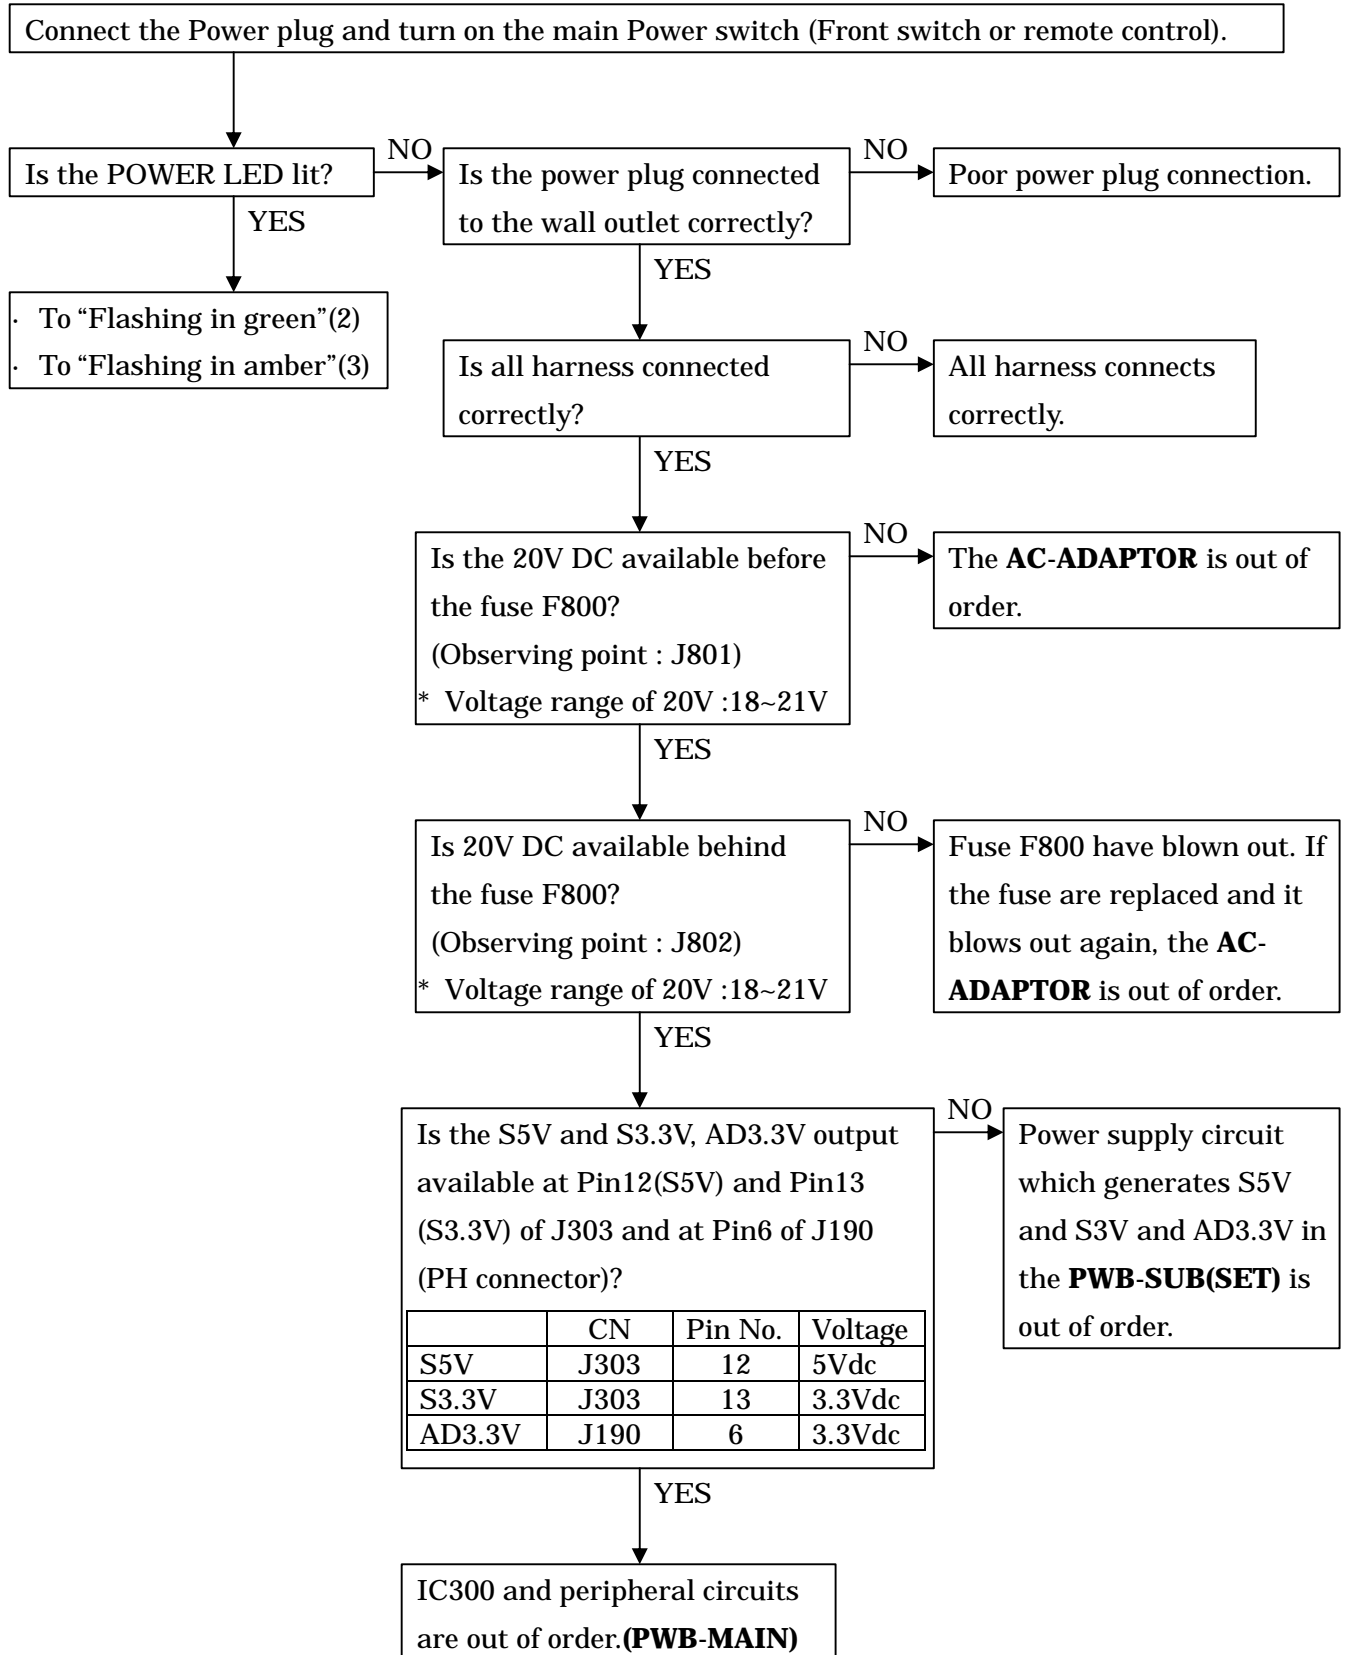 Connect the Power plug and turn on the main Power switch (Front switch or remote control).
Is the POWER LED lit?
NO
Is the power plug connected
to the wall outlet correctly?
NO
Poor power plug connection.
YES
· To “Flashing in green”(2)
· To “Flashing in amber”(3)
YES
Is all harness connected
correctly?
NO
All harness connects
correctly.
YES
Is the 20V DC available before
the fuse F800?
(Observing point : J801)
* Voltage range of 20V :18~21V
NO
The AC-ADAPTOR is out of
order.
YES
Is 20V DC available behind
the fuse F800?
(Observing point : J802)
* Voltage range of 20V :18~21V
NO
Fuse F800 have blown out. If
the fuse are replaced and it
blows out again, the AC-
ADAPTOR is out of order.
YES
Is the S5V and S3.3V, AD3.3V output
available at Pin12(S5V) and Pin13
(S3.3V) of J303 and at Pin6 of J190
(PH connector)?
CN Pin No. Voltage
S5V J303 12 5Vdc
S3.3V J303 13 3.3Vdc
AD3.3V J190 6 3.3Vdc
NO
Power supply circuit
which generates S5V
and S3V and AD3.3V in
the PWB-SUB(SET) is
out of order.
YES
IC300 and peripheral circuits
are out of order.(PWB-MAIN)